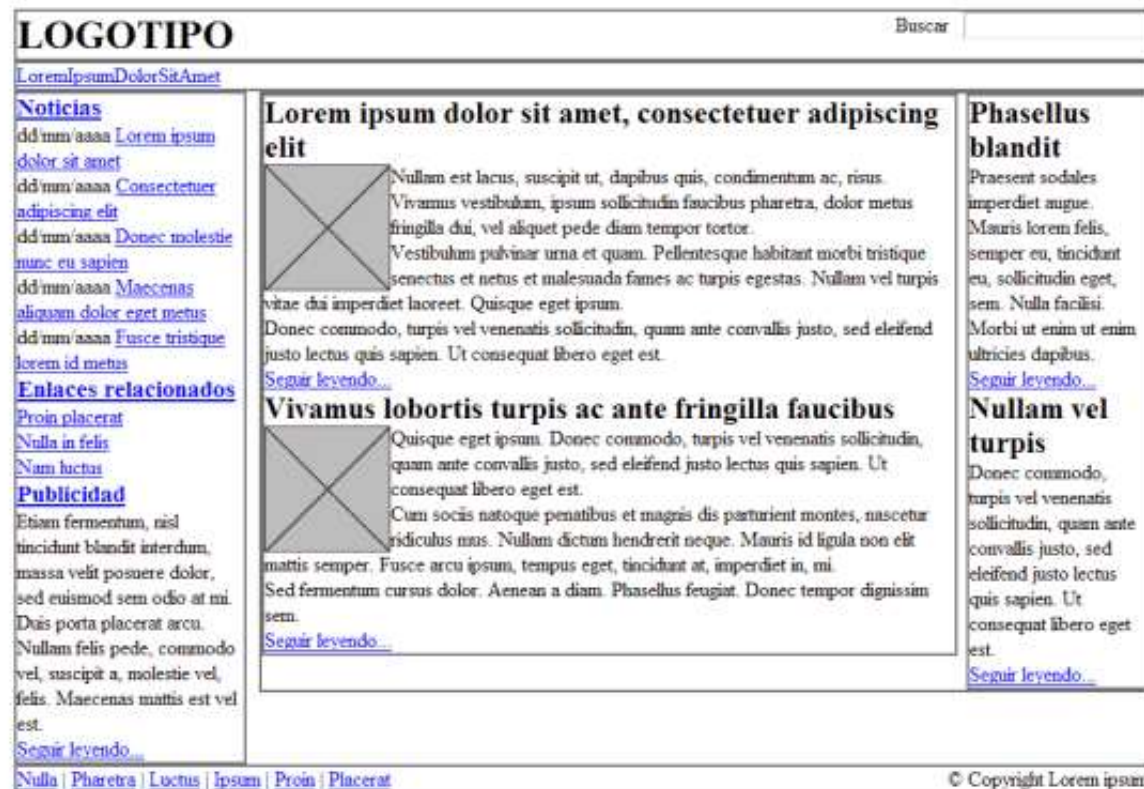 LOGOTIPO
Buscar
LoremIpsumDolorSitAmet
Noticias
dd/mm/aaaa Lorem ipsum
dolor sit amet
dd/mm/aaaa Consectetuer
adipiscing elit
dd/mm/aaaa Donec molestie
nunc eu sapien
dd/mm/aaaa Maecenas
aliquam dolor eget metus
dd/mm/aaaa Fusce tristique
lorem id metus
Enlaces relacionados
Proin placerat
Nulla in felis
Nam luctus
Publicidad
Etiam fermentum, nisl
tincidunt blandit interdum,
massa velit posuere dolor,
sed euismod sem odio at mi.
Duis porta placerat arcu.
Nullam felis pede, commodo
vel, suscipit a, molestie vel,
felis. Maecenas mattis est vel
est.
Seguir leyendo...
Lorem ipsum dolor sit amet, consectetuer adipiscing
elit
Nullam est lacus, suscipit ut, dapibus quis, condimentum ac, risus.
Vivamus vestibulum, ipsum sollicitudin faucibus pharetra, dolor metus
fringilla dui, vel aliquet pede diam tempor tortor.
Vestibulum pulvinar urna et quam. Pellentesque habitant morbi tristique
senectus et netus et malesuada fames ac turpis egestas. Nullam vel turpis
vitae dui imperdiet laoreet. Quisque eget ipsum.
Donec commodo, turpis vel venenatis sollicitudin, quam ante convallis justo, sed eleifend
justo lectus quis sapien. Ut consequat libero eget est.
Seguir leyendo...
Vivamus lobortis turpis ac ante fringilla faucibus
Quisque eget ipsum. Donec commodo, turpis vel venenatis sollicitudin,
quam ante convallis justo, sed eleifend justo lectus quis sapien. Ut
consequat libero eget est.
Cum sociis natoque penatibus et magnis dis parturient montes, nascetur
ridiculus mus. Nullam dictum hendrerit neque. Mauris id ligula non elit
mattis semper. Fusce arcu ipsum, tempus eget, tincidunt at, imperdiet in, mi.
Sed fermentum cursus dolor. Aenean a diam. Phasellus feugiat. Donec tempor dignissim
sem.
Seguir leyendo...
Phasellus
blandit
Praesent sodales
imperdiet augue.
Mauris lorem felis,
semper eu, tincidunt
eu, sollicitudin eget,
sem. Nulla facilisi.
Morbi ut enim ut enim
ultricies dapibus.
Seguir leyendo...
Nullam vel
turpis
Donec commodo,
turpis vel venenatis
sollicitudin, quam ante
convallis justo, sed
eleifend justo lectus
quis sapien. Ut
consequat libero eget
est.
Seguir leyendo...
Nulla | Pharetra | Luctus | Ipsum | Proin | Placerat
© Copyright Lorem ipsum